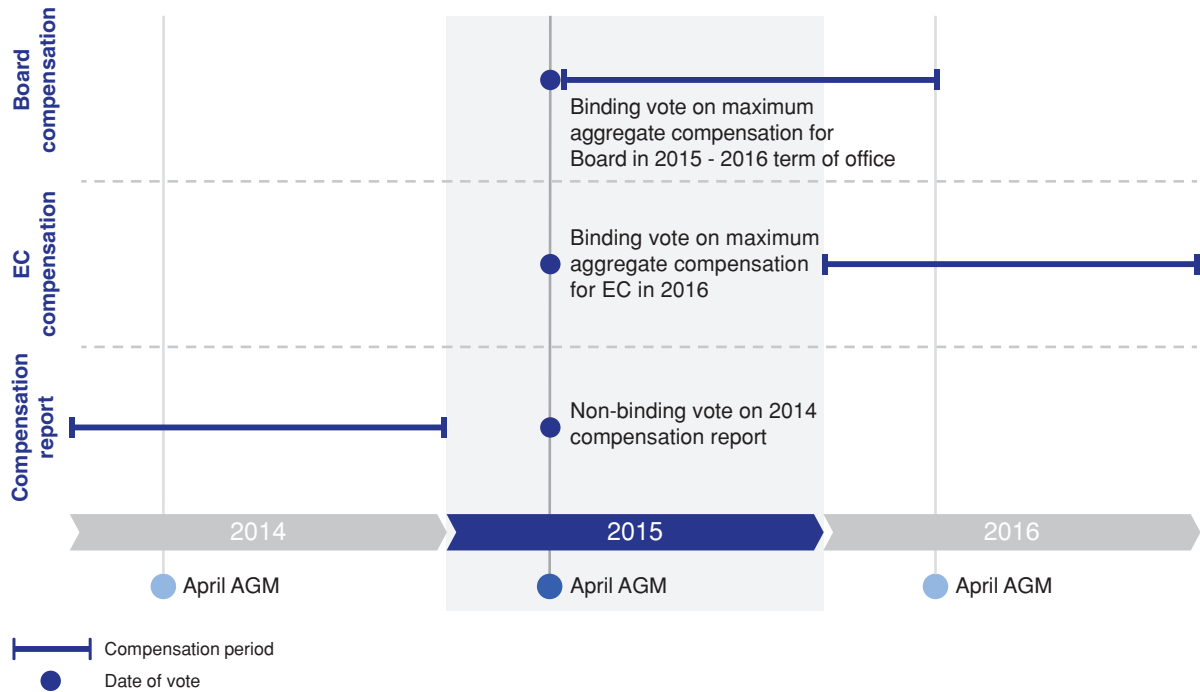 Board
compensation
Binding vote on maximum
aggregate compensation for
Board in 2015 - 2016 term of office
EC
compensation
Binding vote on maximum
aggregate compensation
for EC in 2016
Compensation
report
Non-binding vote on 2014
compensation report
2014
2015
2016
April AGM
April AGM
April AGM
Compensation period
Date of vote